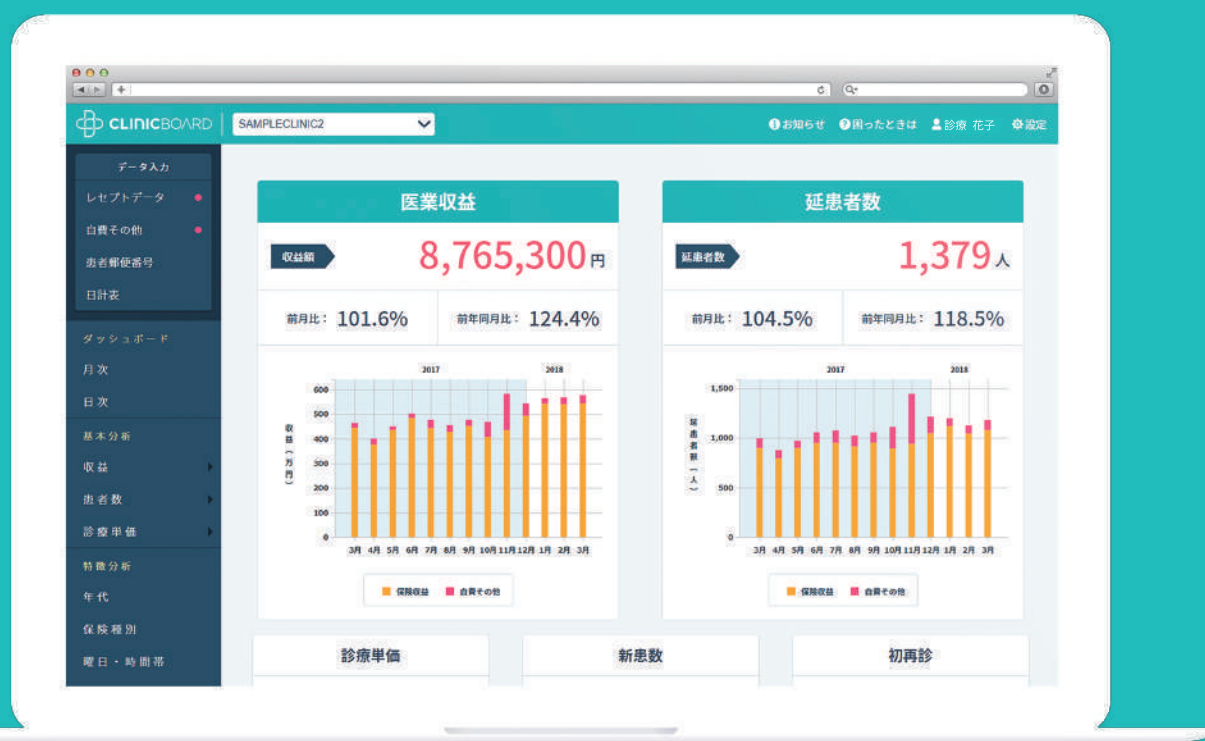 CLINICBOARD
SAMPLECLINIC2
お知らせ
困ったときは
診療 花子
設定
データ入力
レセプトデータ
自費その他
患者郵便番号
日計表
ダッシュボード
月次
日次
基本分析
収益
患者数
診療単価
特徴分析
年代
保険種別
曜日・時間帯
医業収益
収益額
8,765,300円
前月比：101.6%
前年同月比：124.4%
2017 2018
収益（万円）
600
500
400
300
200
100
0
3月 4月 5月 6月 7月 8月 9月 10月 11月 12月 1月 2月 3月
保険収益 自費その他
延患者数
延患者数
1,379人
前月比：104.5%
前年同月比：118.5%
2017 2018
延患者数（人）
1,500
1,000
500
0
3月 4月 5月 6月 7月 8月 9月 10月 11月 12月 1月 2月 3月
保険収益 自費その他
診療単価
新患数
初再診